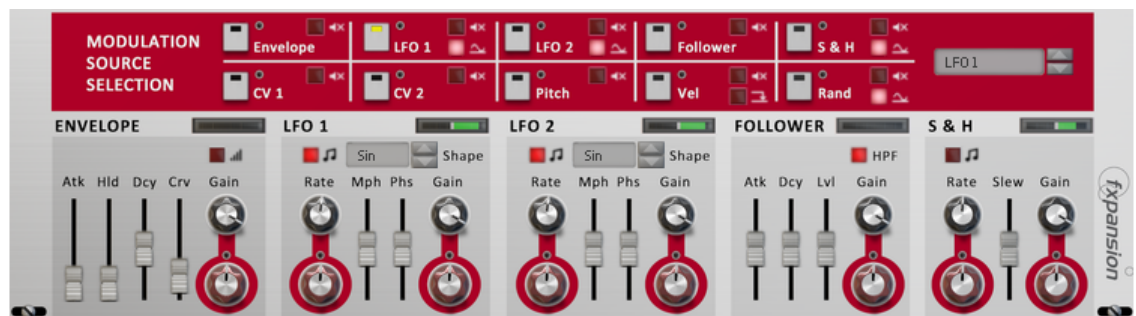 MODULATION
SOURCE
SELECTION
Envelope
LFO 1
LFO 2
Follower
S & H
CV 1
CV 2
Pitch
Vel
Rand
LFO1
ENVELOPE
LFO 1
LFO 2
FOLLOWER
S & H
Sin
Shape
Sin
Shape
HPF
Atk Hld Dcy Crv Gain
Rate Mph Phs Gain
Rate Mph Phs Gain
Atk Dcy Lvl Gain
Rate Slew Gain
fxpansion